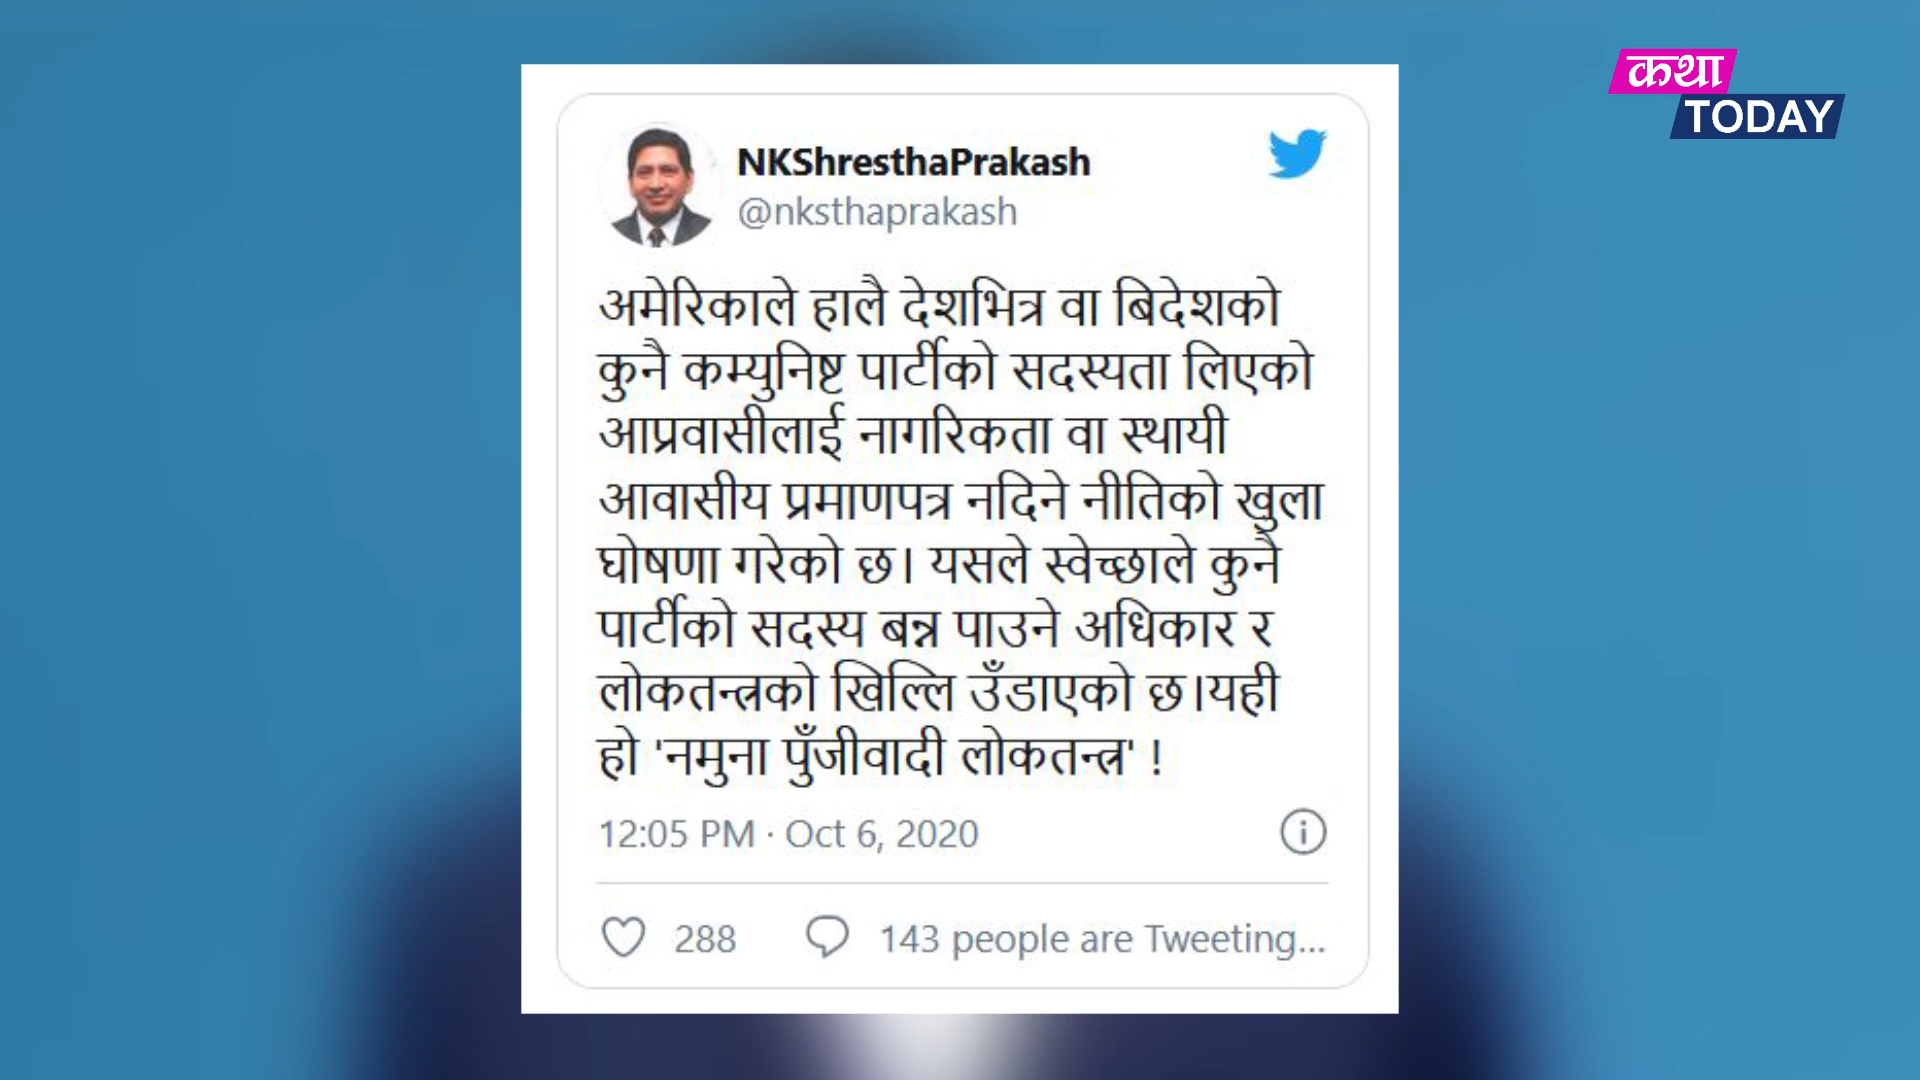 कथा
TODAY
NKShresthaPrakash
@nksthaprakash
अमेरिकाले हालै देशभित्र वा बिदेशको
कुनै कम्युनिष्ट पार्टीको सदस्यता लिएको
आप्रवासीलाई नागरिकता वा स्थायी
आवासीय प्रमाणपत्र नदिने नीतिको खुला
घोषणा गरेको छ। यसले स्वेच्छाले कुनै
पार्टीको सदस्य बन्न पाउने अधिकार र
लोकतन्त्रको खिल्लि उँडाएको छ।यही
हो 'नमुना पुँजीवादी लोकतन्त्र' !
12:05 PM · Oct 6, 2020
288 143 people are Tweeting...